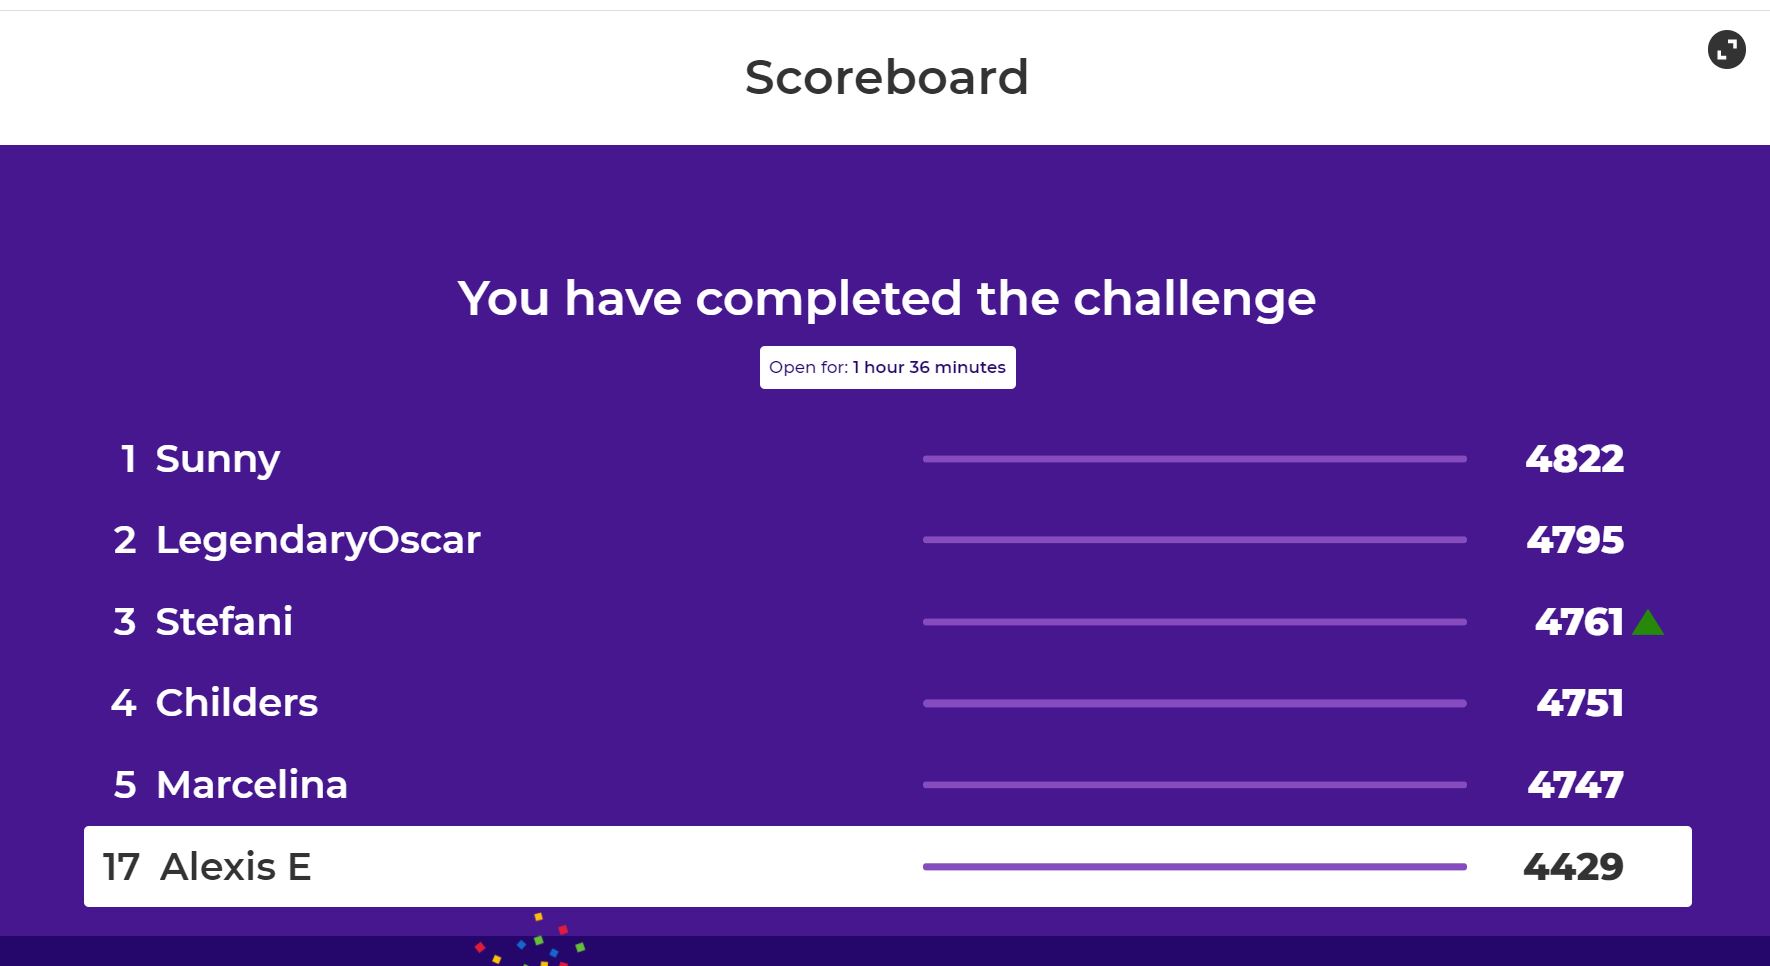 Scoreboard
You have completed the challenge
Open for: 1 hour 36 minutes
1 Sunny 4822
2 LegendaryOscar 4795
3 Stefani 4761
4 Childers 4751
5 Marcelina 4747
17 Alexis E 4429